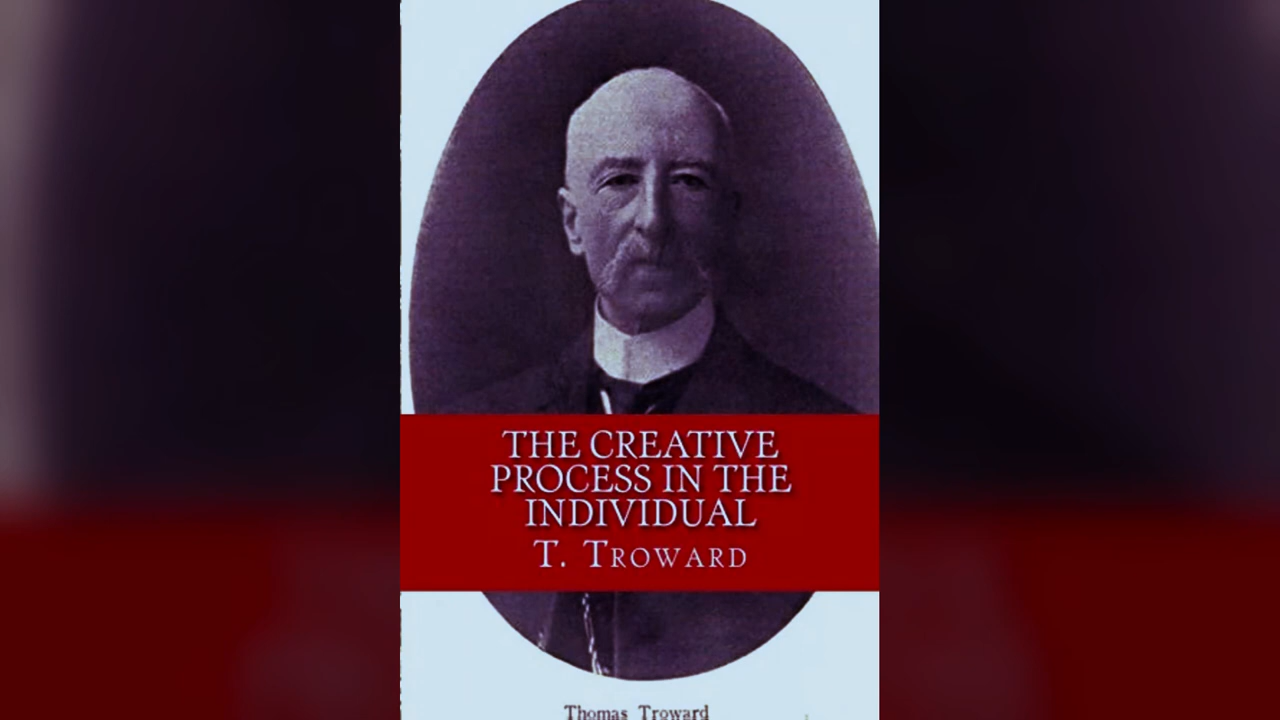 THE CREATIVE
PROCESS IN THE
INDIVIDUAL
T. TROWARD
Thomas Troward